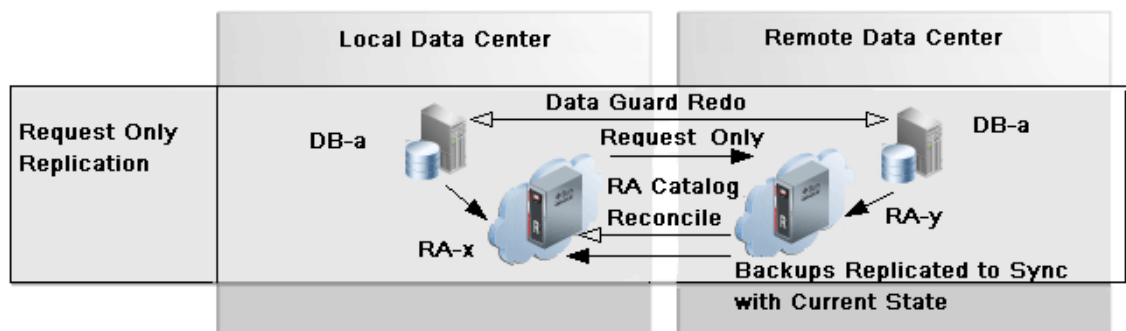 Local Data Center
Remote Data Center
Request Only
Replication
Data Guard Redo
DB-a
DB-a
Request Only
RA Catalog
Reconcile
RA-x
RA-y
Backups Replicated to Sync
with Current State